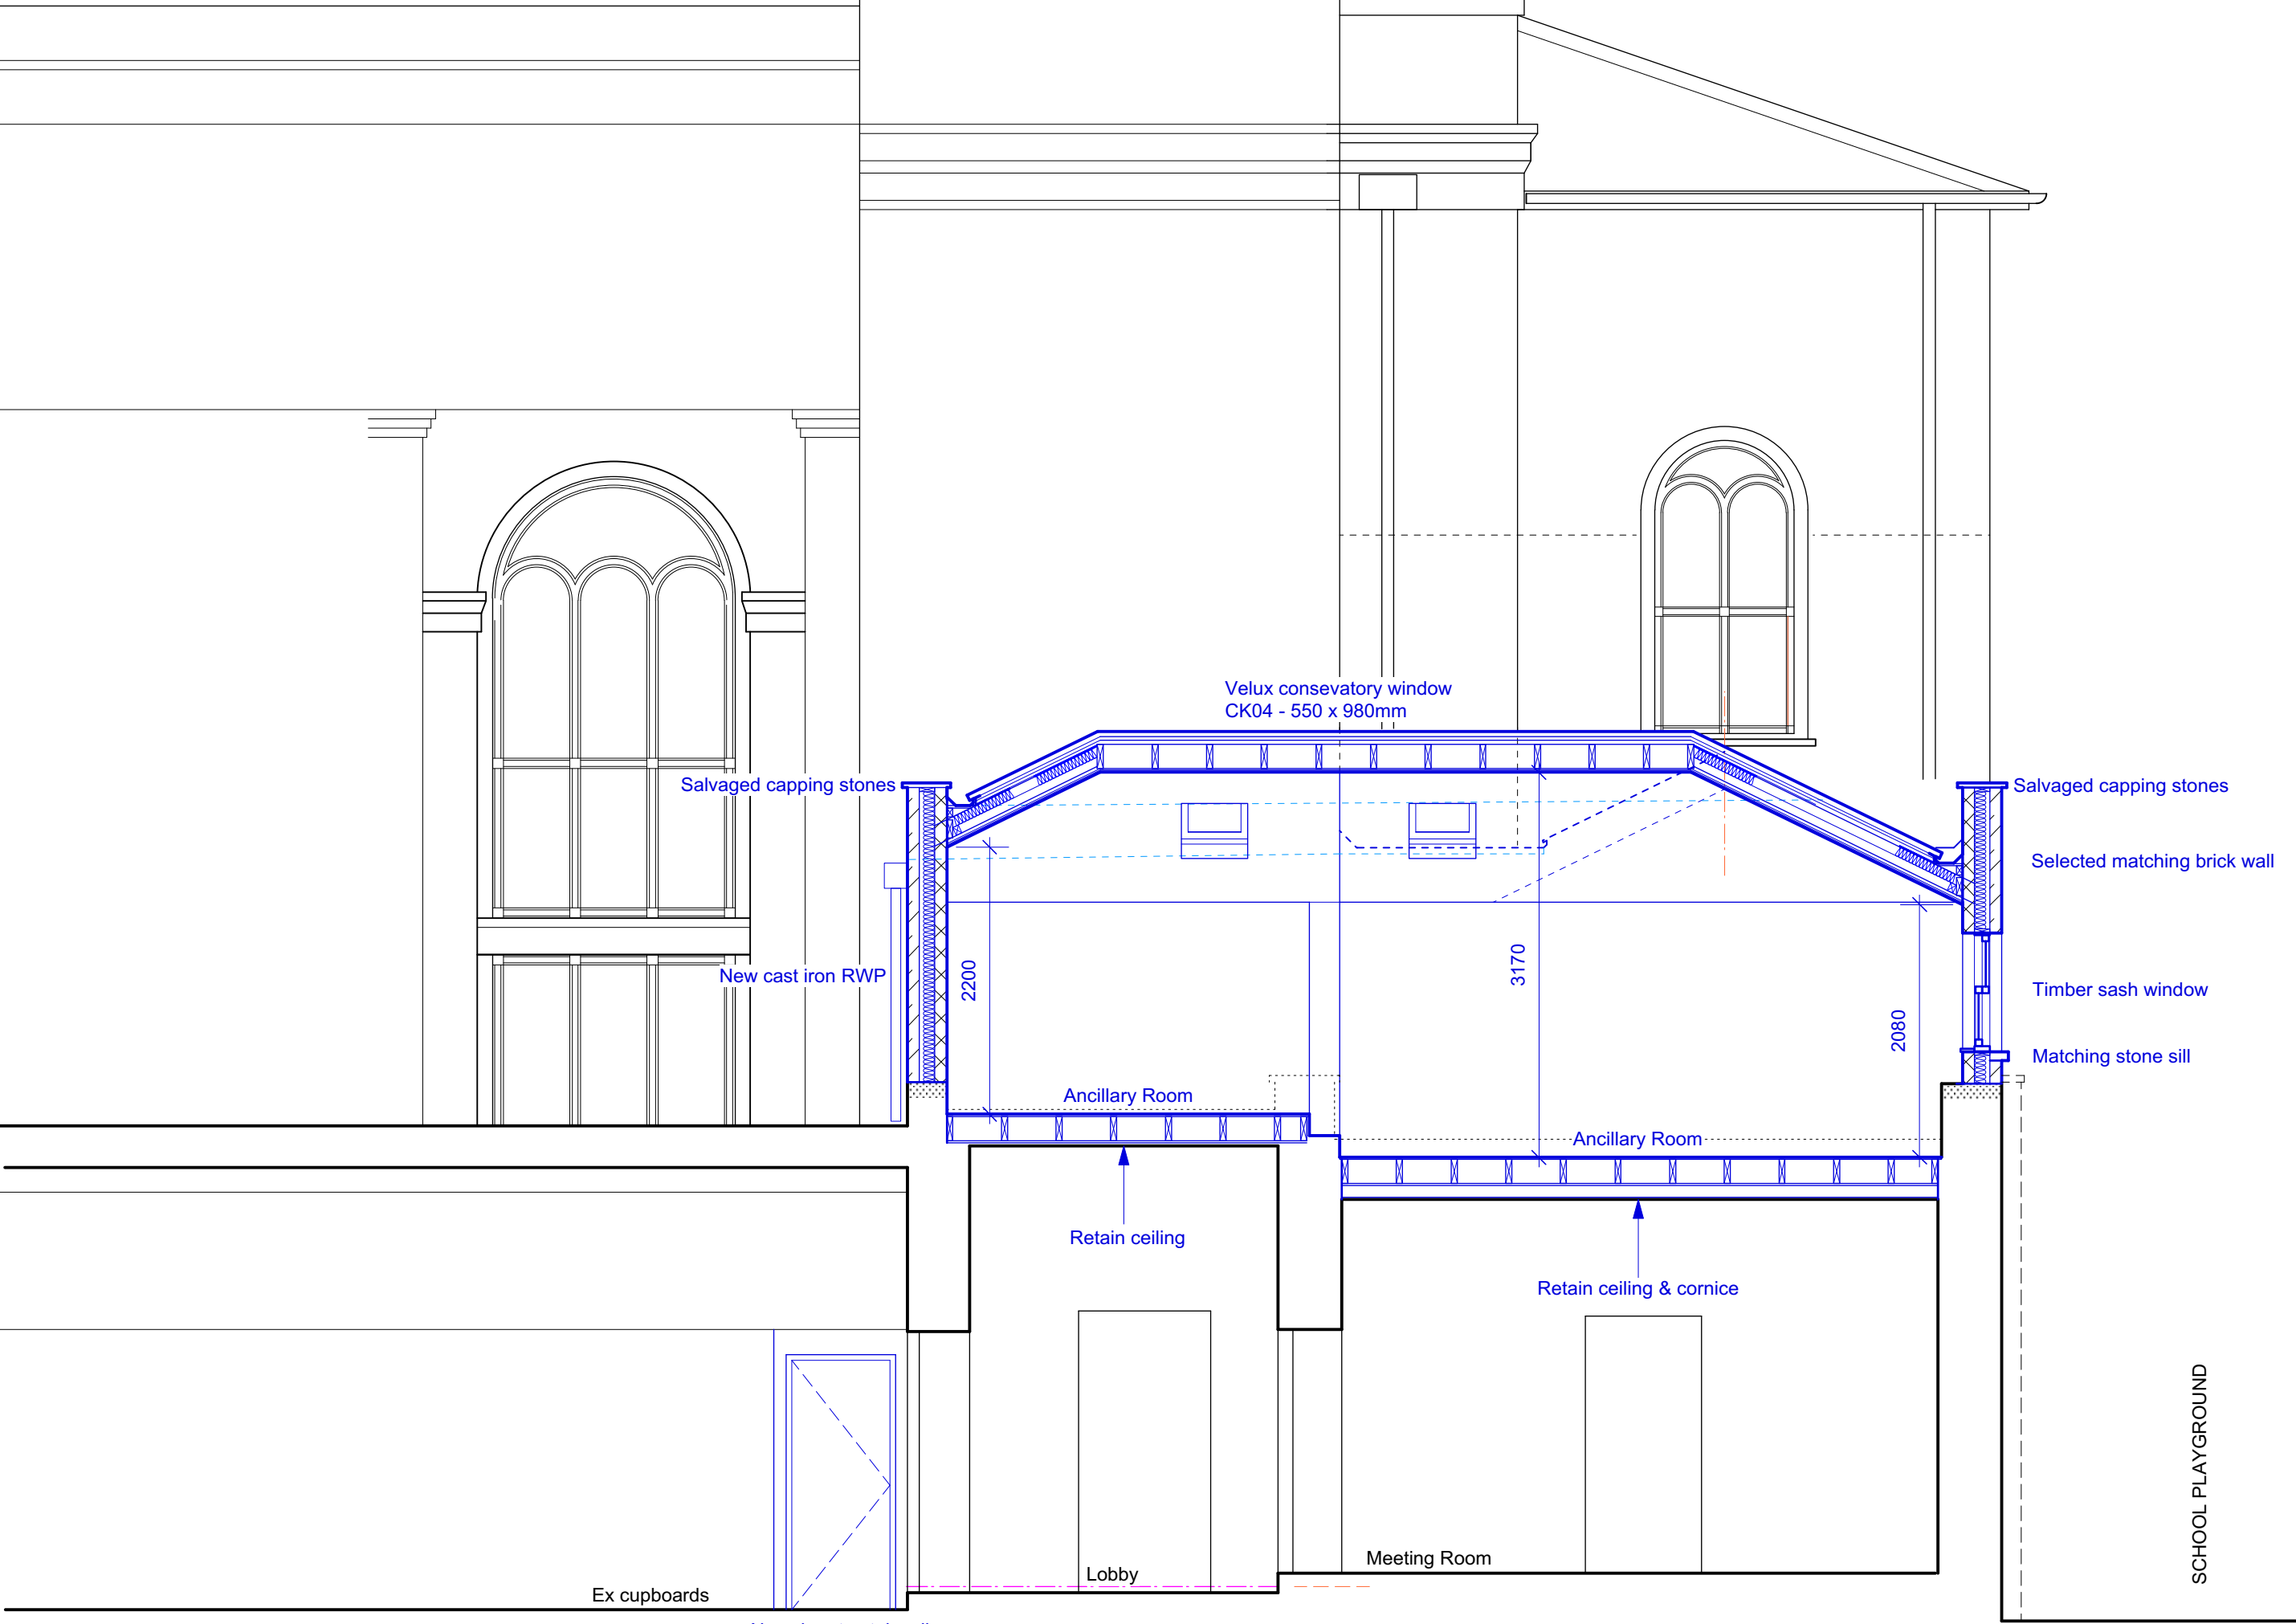 Velux consevatory window
CK04 - 550 x 980mm
Salvaged capping stones
Salvaged capping stones
Selected matching brick wall
New cast iron RWP
2200
3170
2080
Timber sash window
Matching stone sill
Ancillary Room
Ancillary Room
Retain ceiling
Retain ceiling & cornice
SCHOOL PLAYGROUND
Meeting Room
Lobby
Ex cupboards